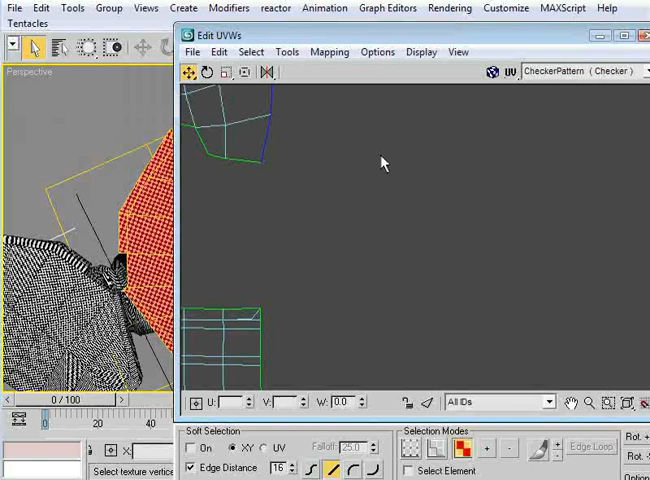 File Edit Tools Group Views Create Modifiers reactor Animation Graph Editors Rendering Customize MAXScript Help
Tentacles
Edit UVWs
File Edit Select Tools Mapping Options Display View
UV CheckerPattern ( Checker )
Perspective
0 / 100
U: V: W: 0.0 All IDs
0 20 40
X:
Select texture vertice
Soft Selection
On XY UV Falloff: 25.0
Edge Distance 16
Selection Modes
+ - + - Edge Loop
Select Element
Rot. +
Rot. -
Options